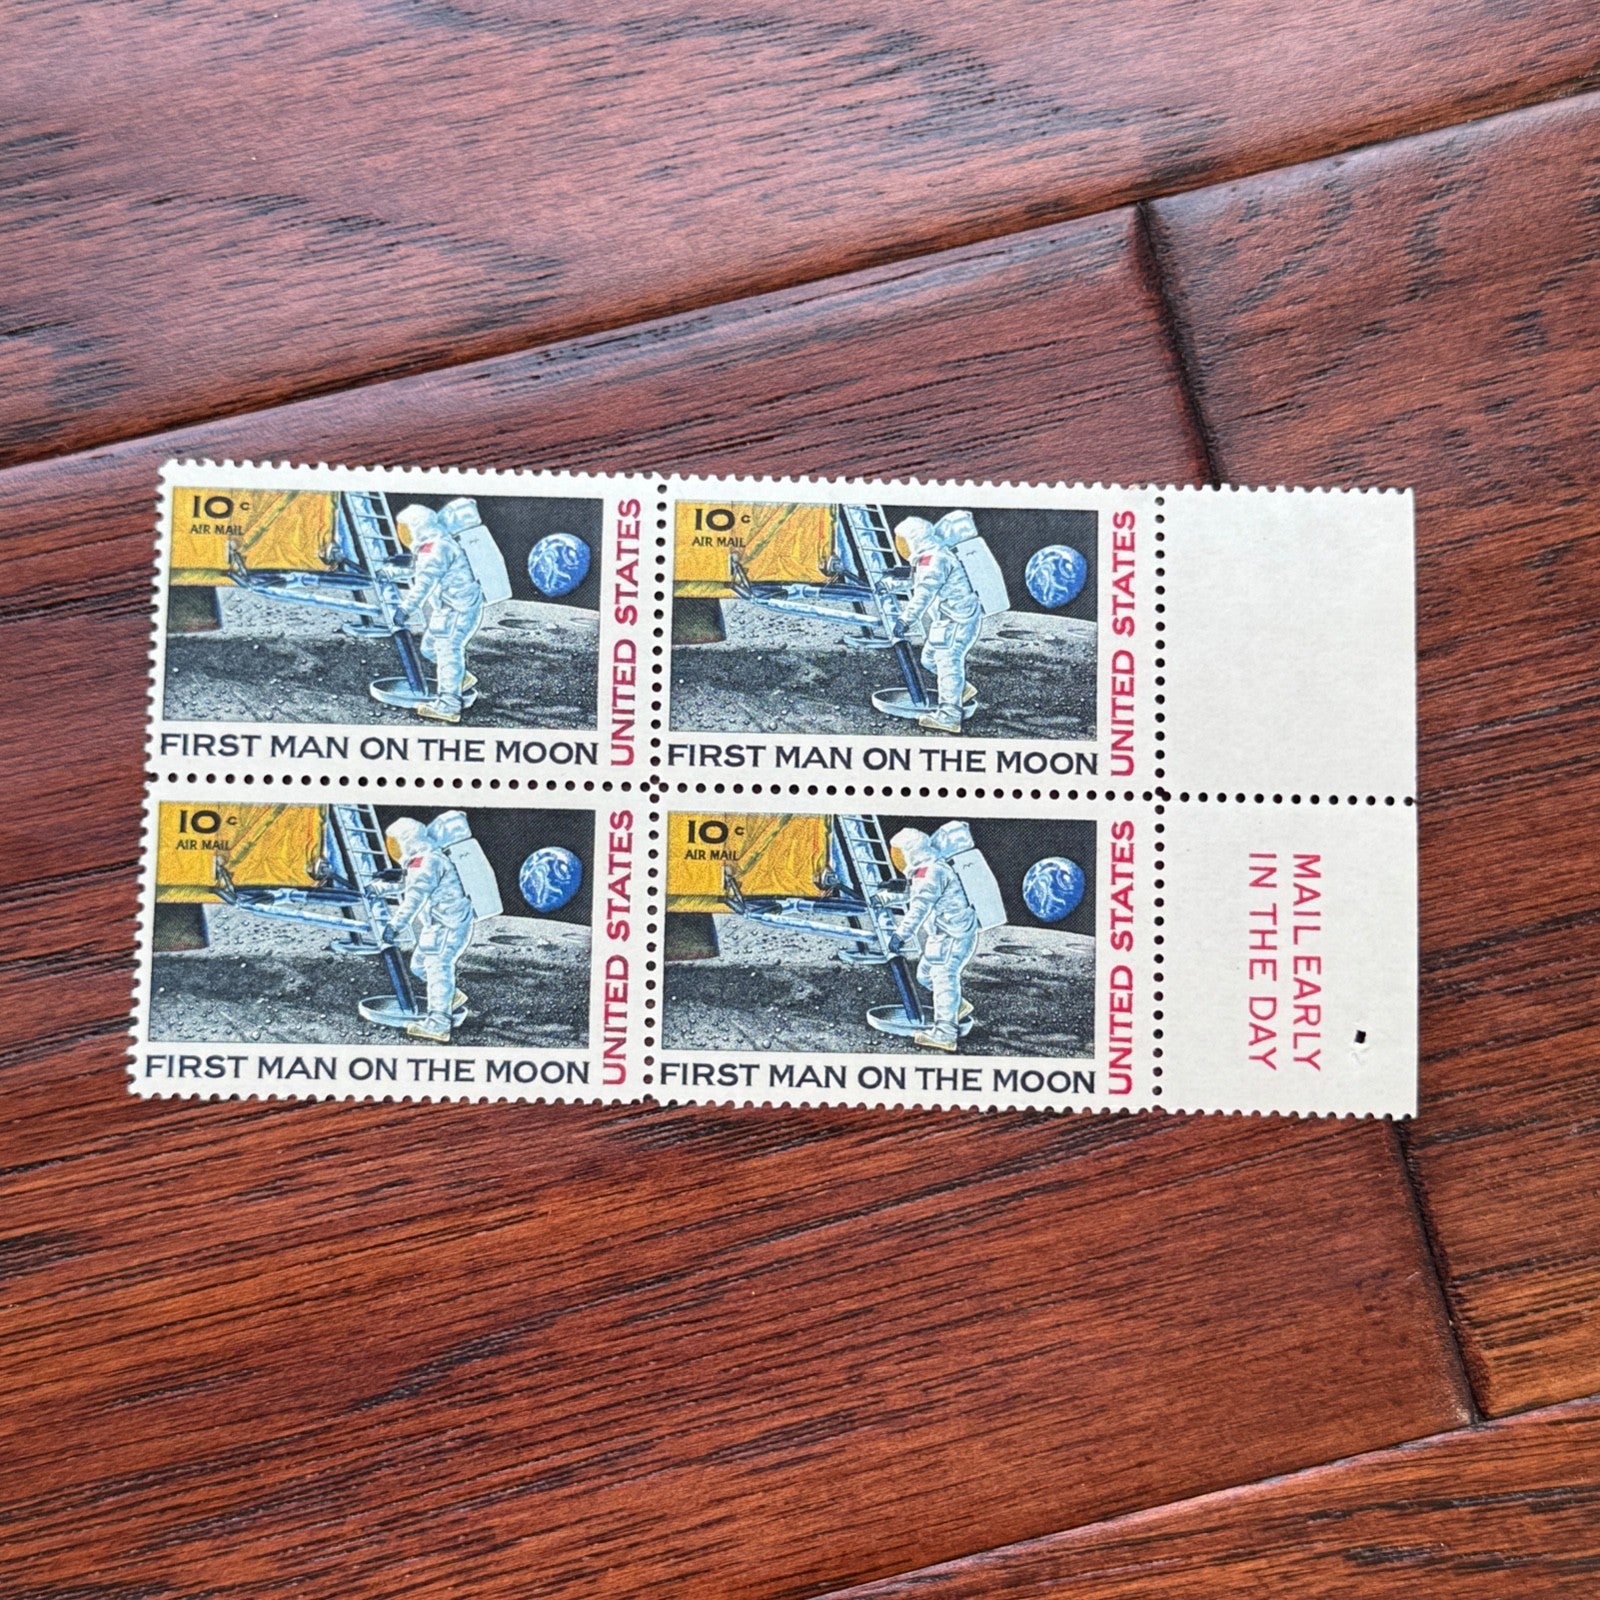 10c
AIR MAIL
UNITED STATES
FIRST MAN ON THE MOON
10c
AIR MAIL
UNITED STATES
FIRST MAN ON THE MOON
10c
AIR MAIL
UNITED STATES
FIRST MAN ON THE MOON
10c
AIR MAIL
UNITED STATES
FIRST MAN ON THE MOON
MAIL EARLY
IN THE DAY